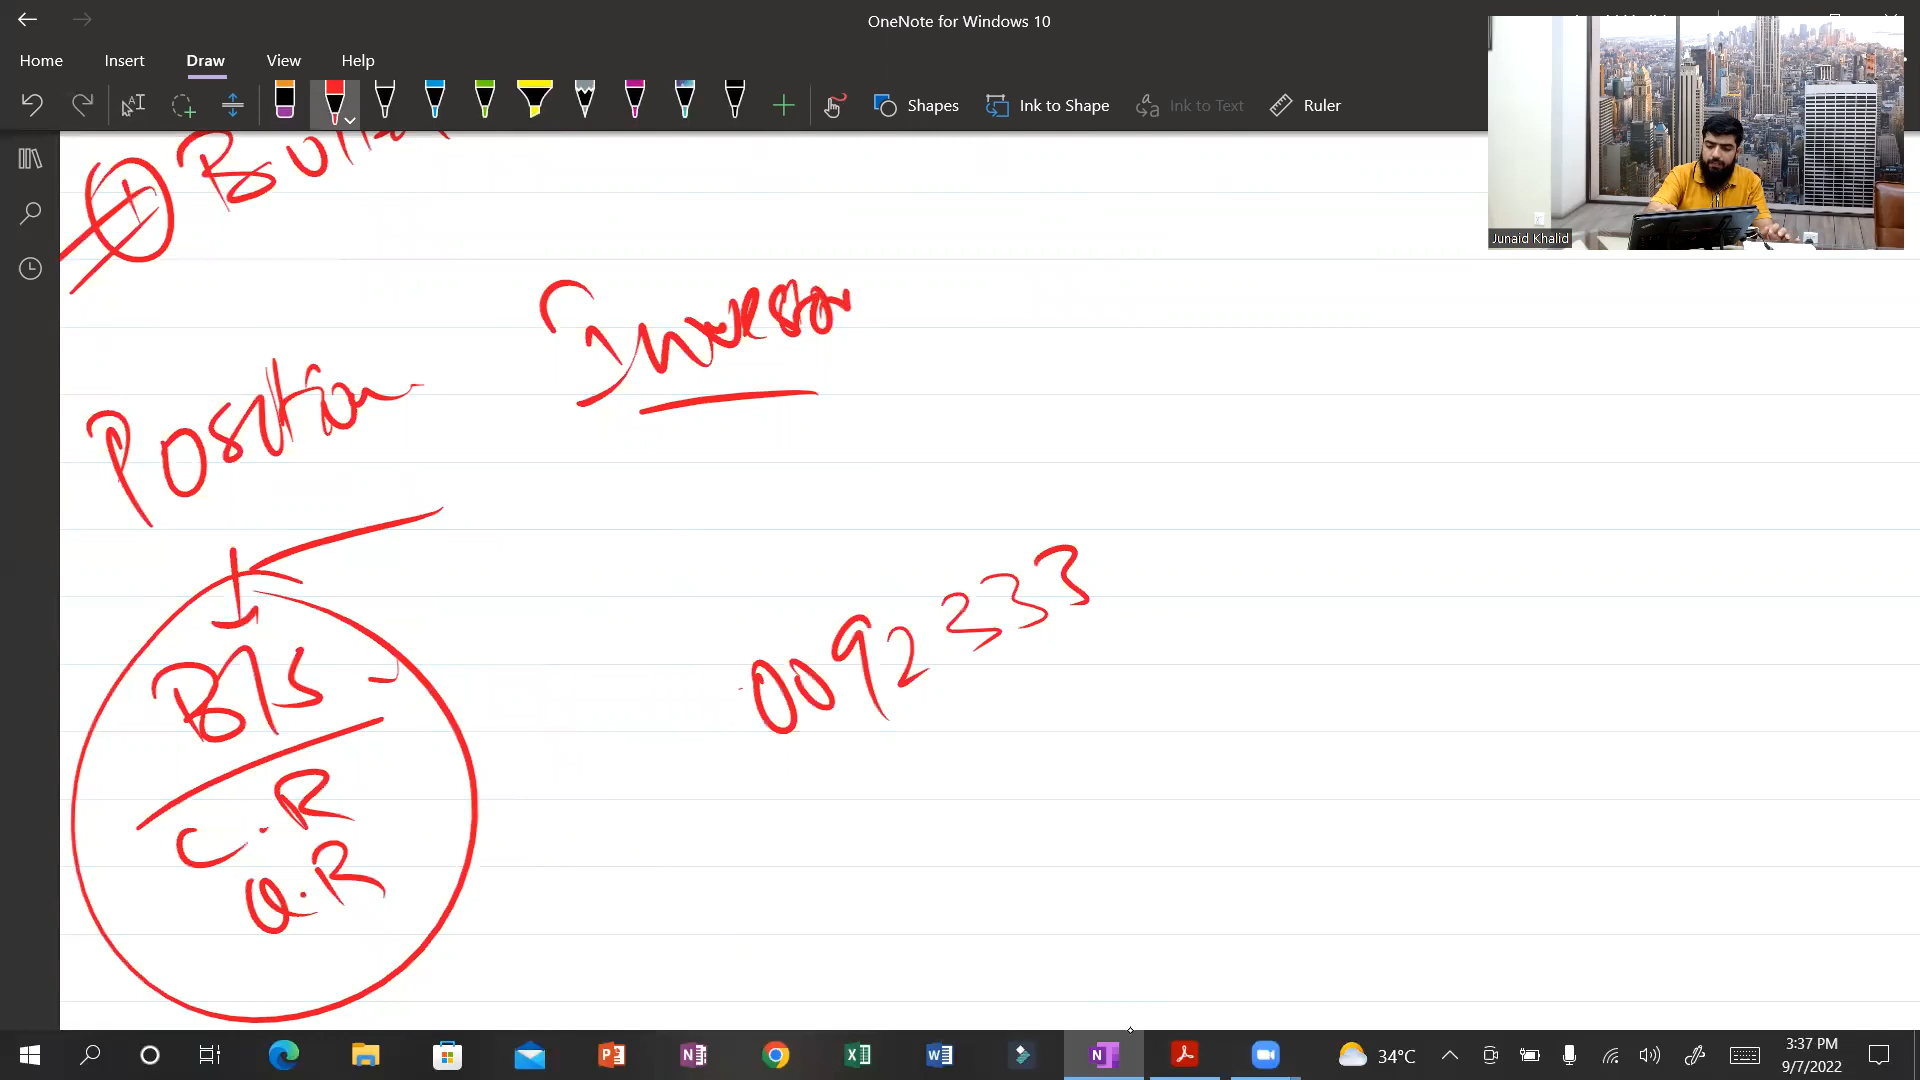 OneNote for Windows 10
Home Insert Draw View Help
Shapes Ink to Shape Ink to Text Ruler
Junaid Khalid
Investor
Position
0092333
B/S
C.R
Q.R
34°C
3:37 PM
9/7/2022